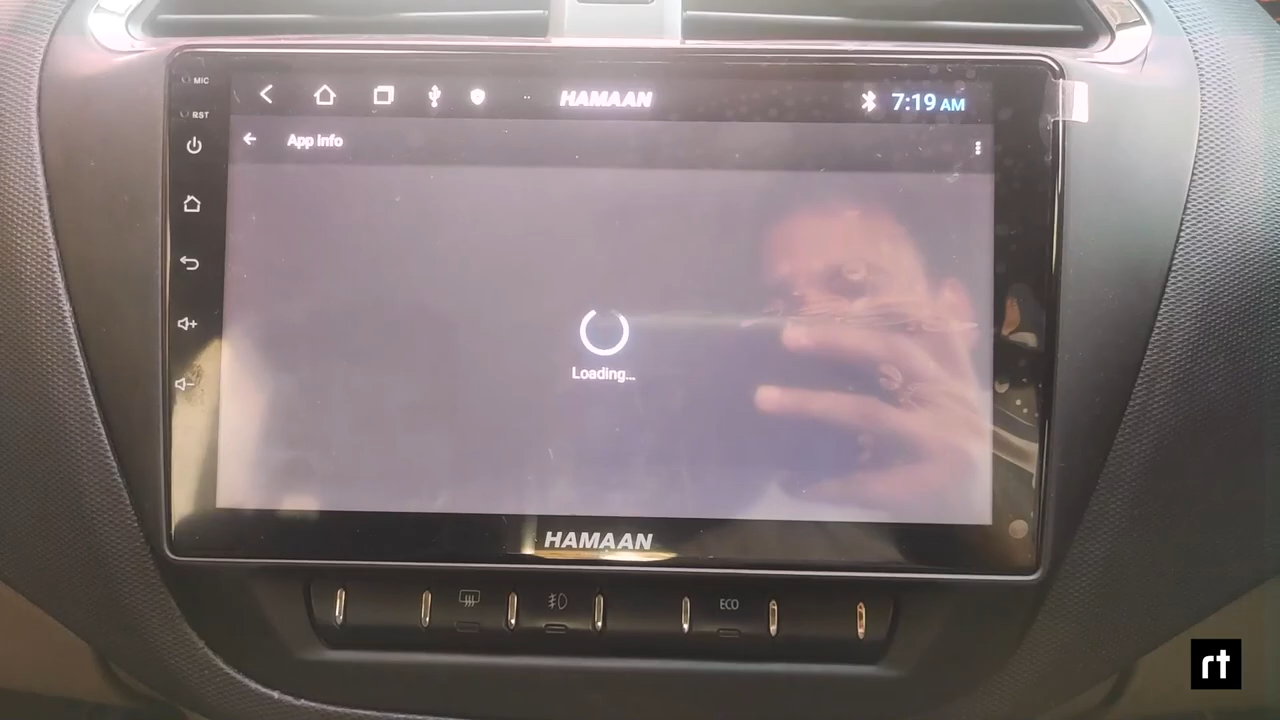 MIC
HAMAAN
7:19 AM
RST
App info
Loading...
HAMAAN
ECO
rt